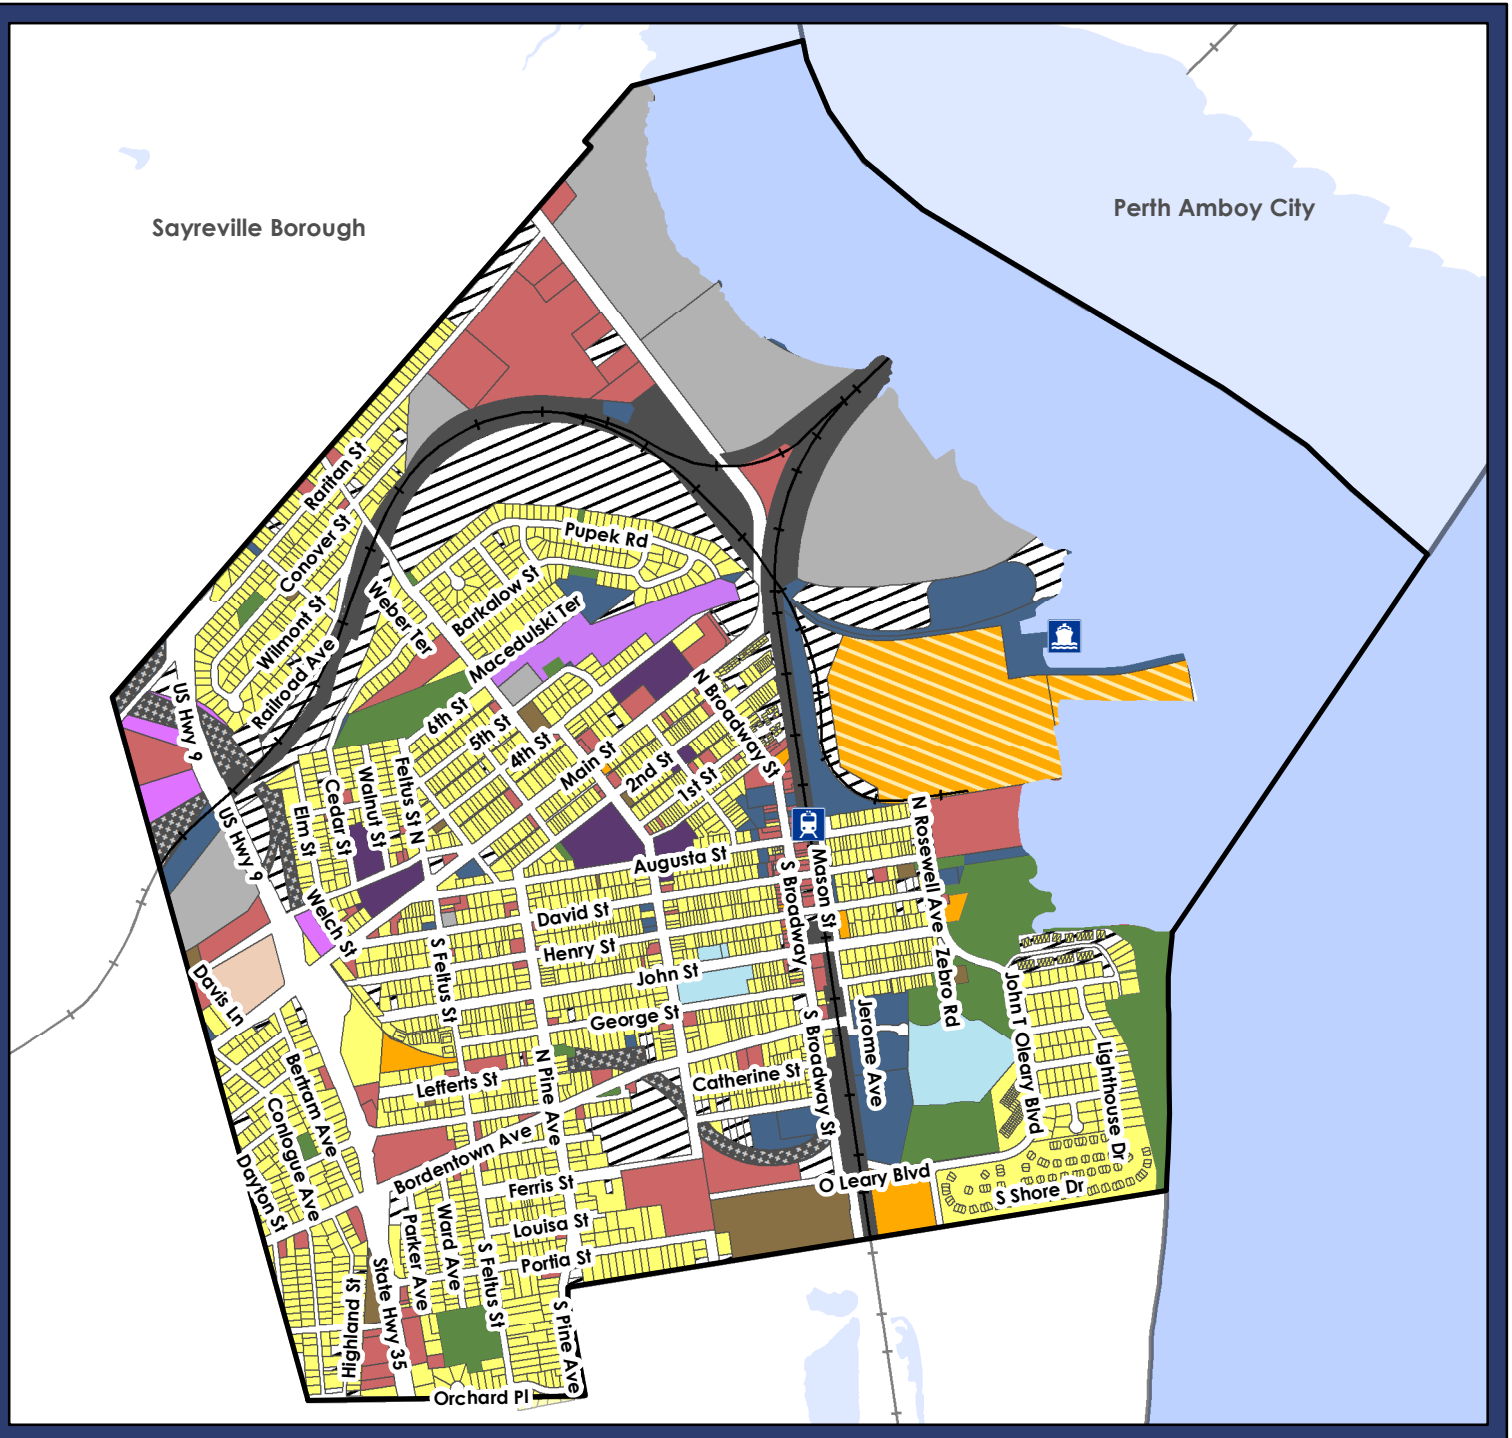 Perth Amboy City
Sayreville Borough
Raritan St
Pupek Rd
Conover St
Barkalow St
Weber Ter
Macedulski Ter
Wilmont St
Railroad Ave
US Hwy 9
6th St
5th St
4th St
N Broadway St
Main St
2nd St
1st St
Feltus St N
Walnut St
Cedar St
Elm St
US Hwy 9
N Rosewell Ave
Augusta St
Mason St
S Broadway
Welch St
David St
Henry St
John St
George St
S Feltus St
Davis Ln
Zebro Rd
John T Oleary Blvd
Jerome Ave
S Broadway St
Lighthouse Dr
Bertram Ave
Lefferts St
N Pine Ave
Catherine St
Conlogue Ave
Bordentown Ave
Dayton St
Ferris St
O Leary Blvd
S Shore Dr
Louisa St
Portia St
Parker Ave
Ward Ave
S Feltus St
State Hwy 35
Highland St
S Pine Ave
Orchard Pl